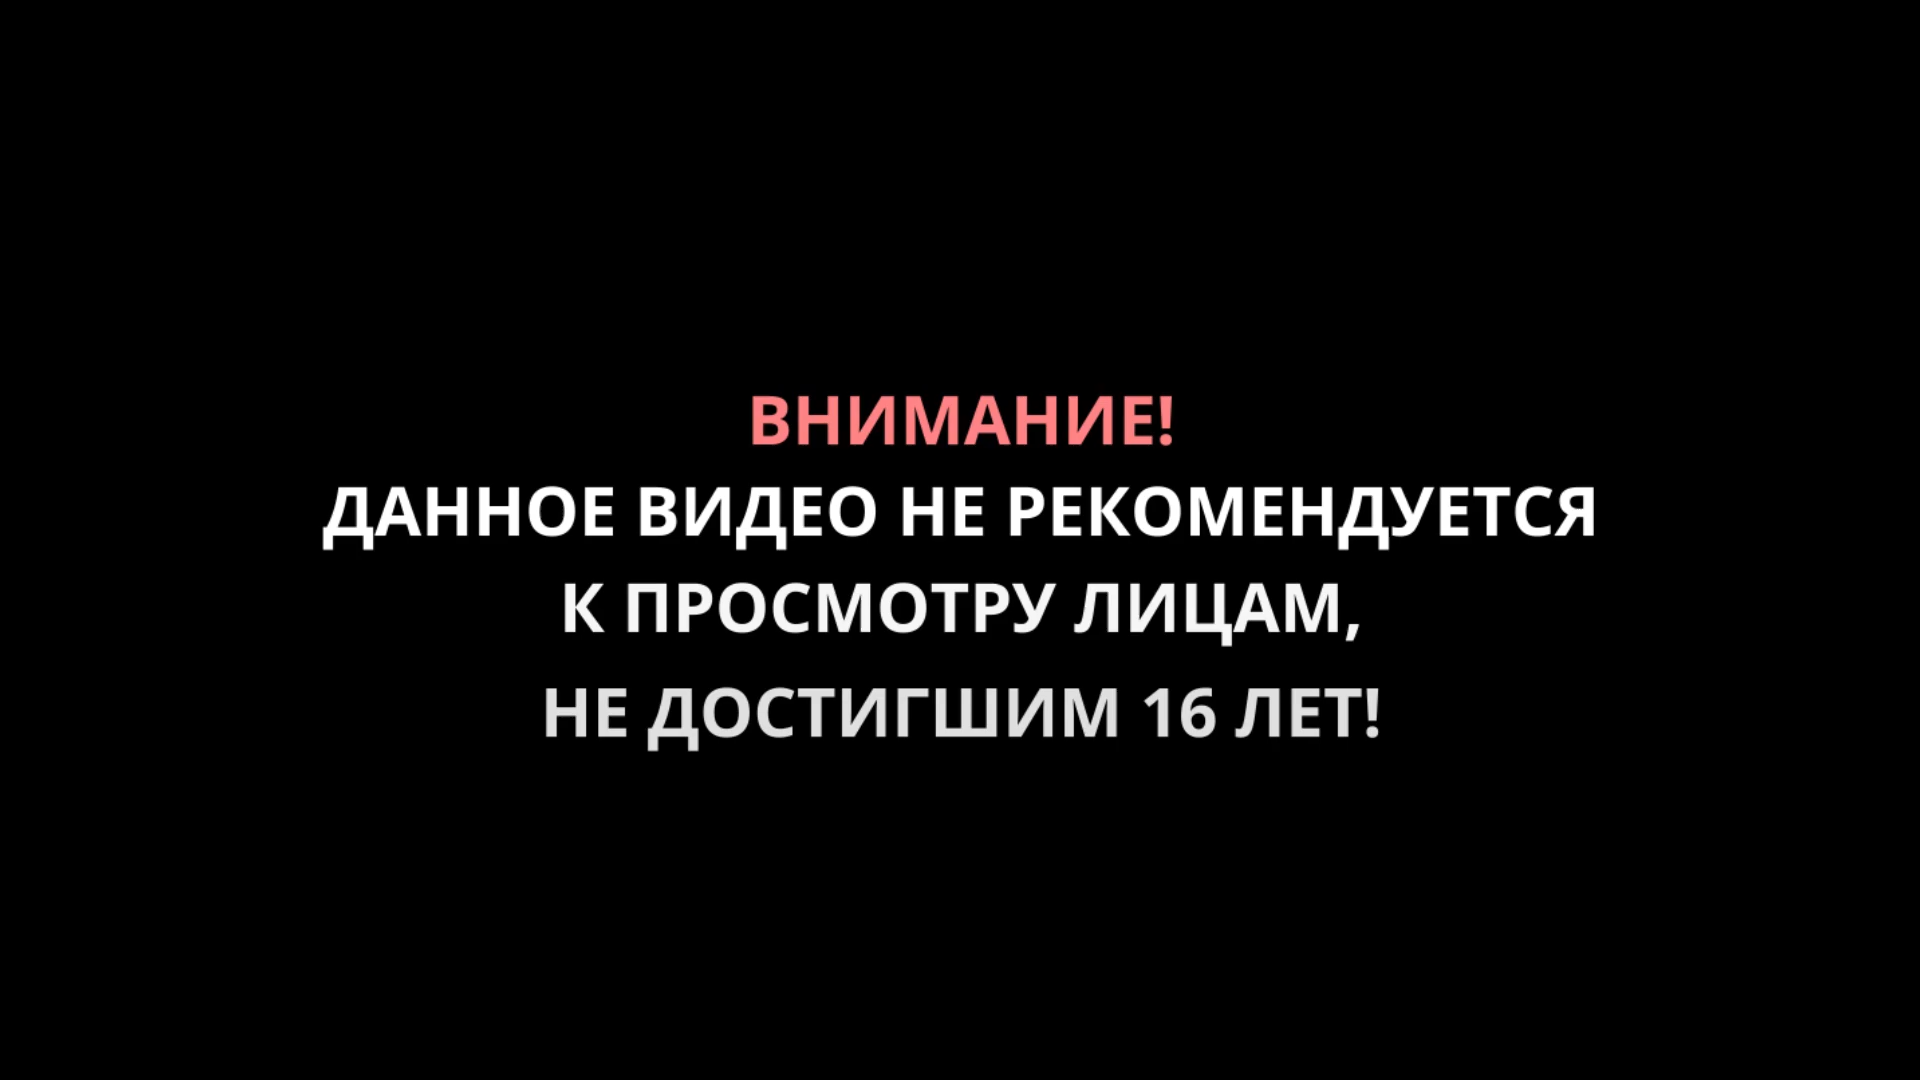 ВНИМАНИЕ!
ДАННОЕ ВИДЕО НЕ РЕКОМЕНДУЕТСЯ
К ПРОСМОТРУ ЛИЦАМ,
НЕ ДОСТИГШИМ 16 ЛЕТ!